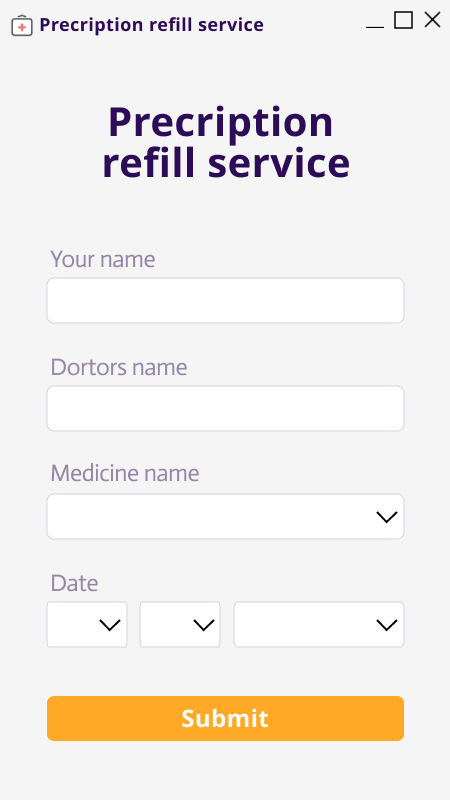 Precription refill service
Precription
refill service
Your name
Dortors name
Medicine name
Date
Submit